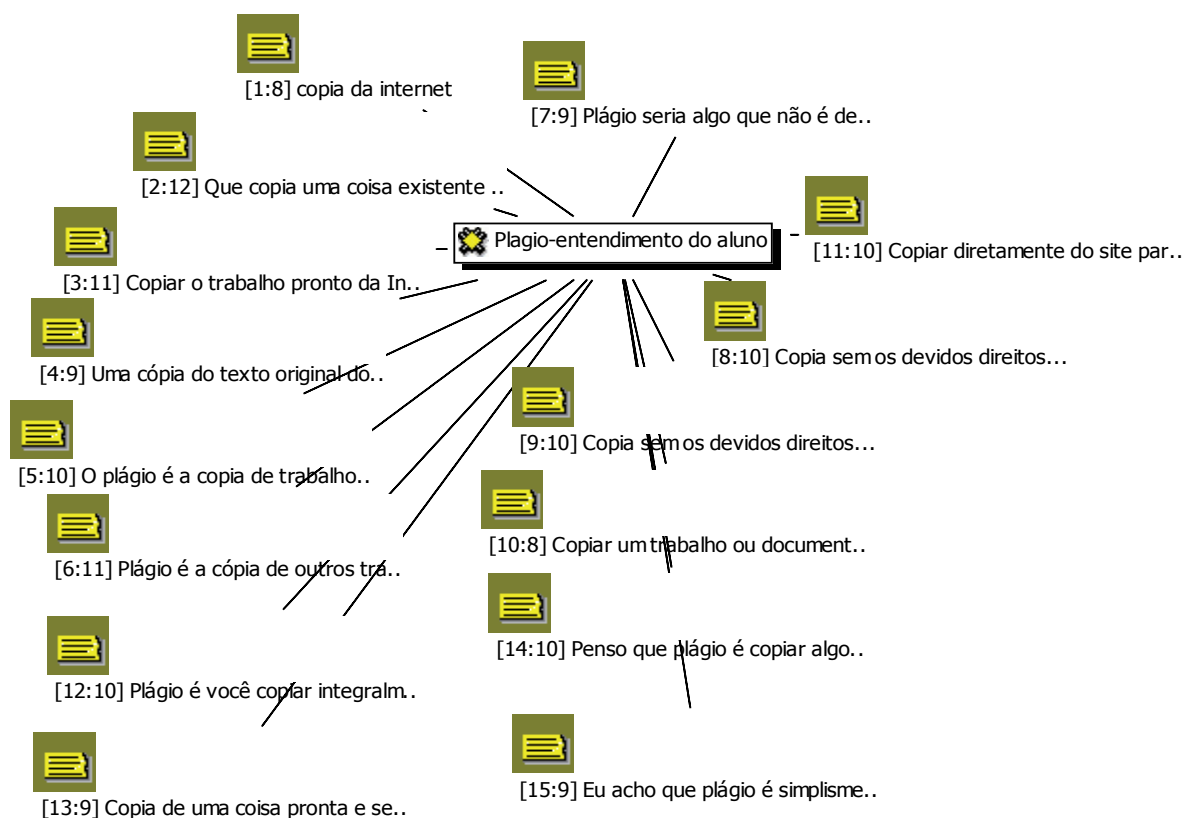 [1:8] copia da internet
[7:9] Plágio seria algo que não é de..
[2:12] Que copia uma coisa existente ..
Plagio-entendimento do aluno
[11:10] Copiar diretamente do site par..
[3:11] Copiar o trabalho pronto da In..
[8:10] Copia sem os devidos direitos...
[4:9] Uma cópia do texto original do..
[9:10] Copia sem os devidos direitos...
[5:10] O plágio é a copia de trabalho..
[10:8] Copiar um trabalho ou document..
[6:11] Plágio é a cópia de outros tra..
[14:10] Penso que plágio é copiar algo..
[12:10] Plágio é você copiar integralm..
[15:9] Eu acho que plágio é simplisme..
[13:9] Copia de uma coisa pronta e se..